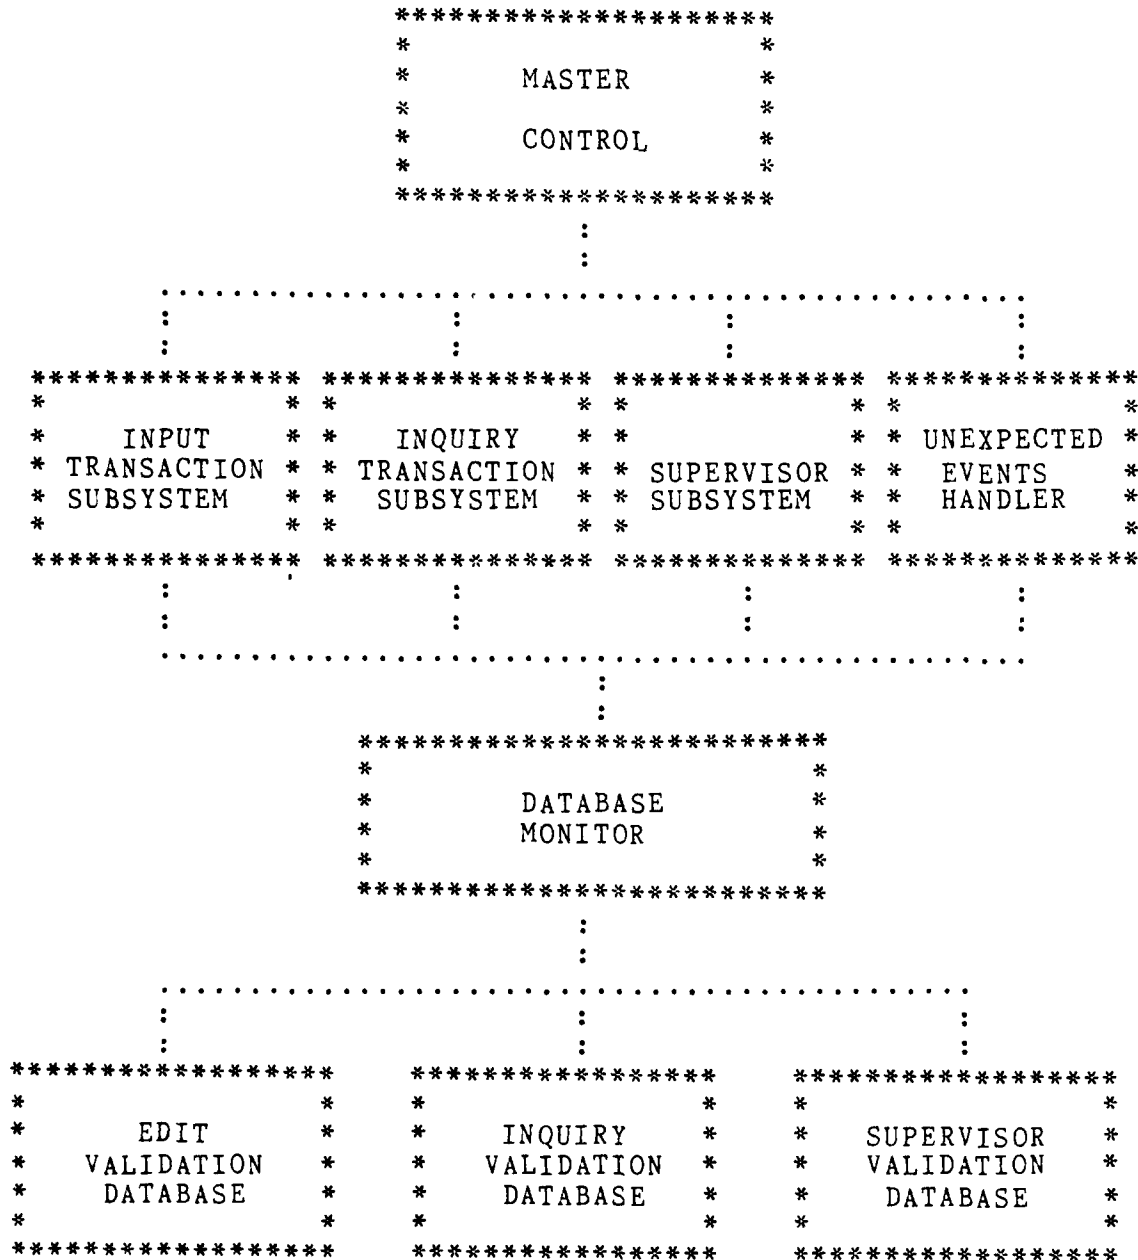 MASTER
CONTROL
INPUT
TRANSACTION
SUBSYSTEM
INQUIRY
TRANSACTION
SUBSYSTEM
SUPERVISOR
SUBSYSTEM
UNEXPECTED
EVENTS
HANDLER
DATABASE
MONITOR
EDIT
VALIDATION
DATABASE
INQUIRY
VALIDATION
DATABASE
SUPERVISOR
VALIDATION
DATABASE